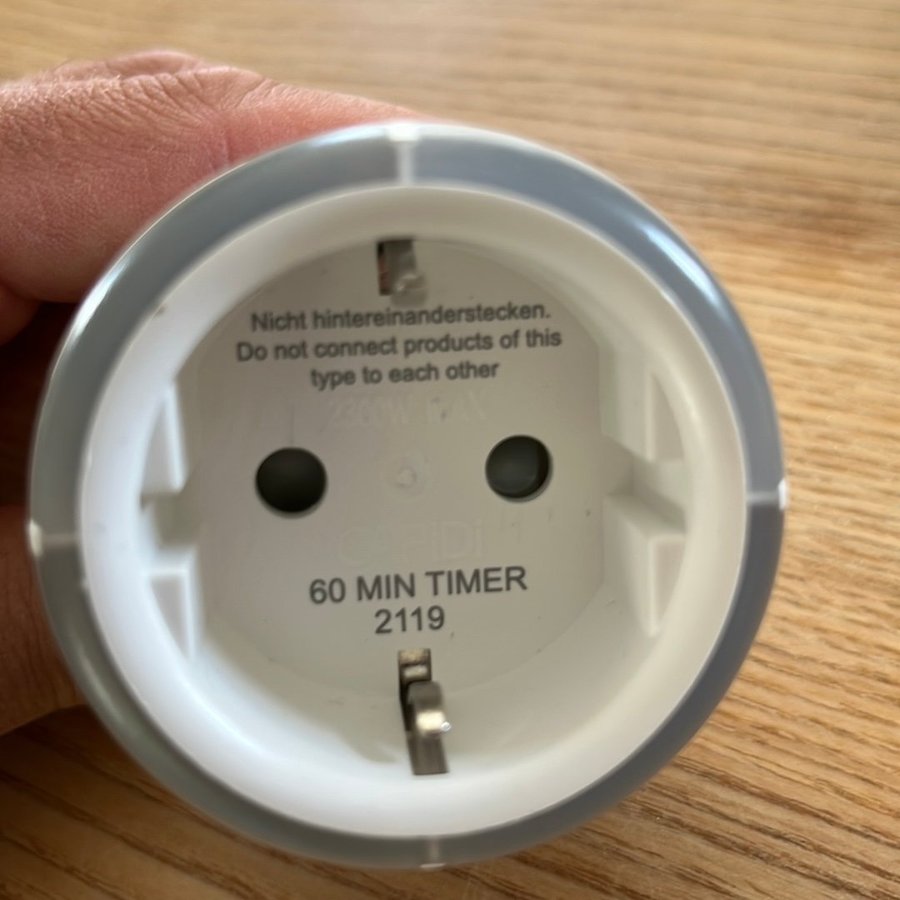 Nicht hintereinanderstecken.
Do not connect products of this
type to each other
60 MIN TIMER
2119